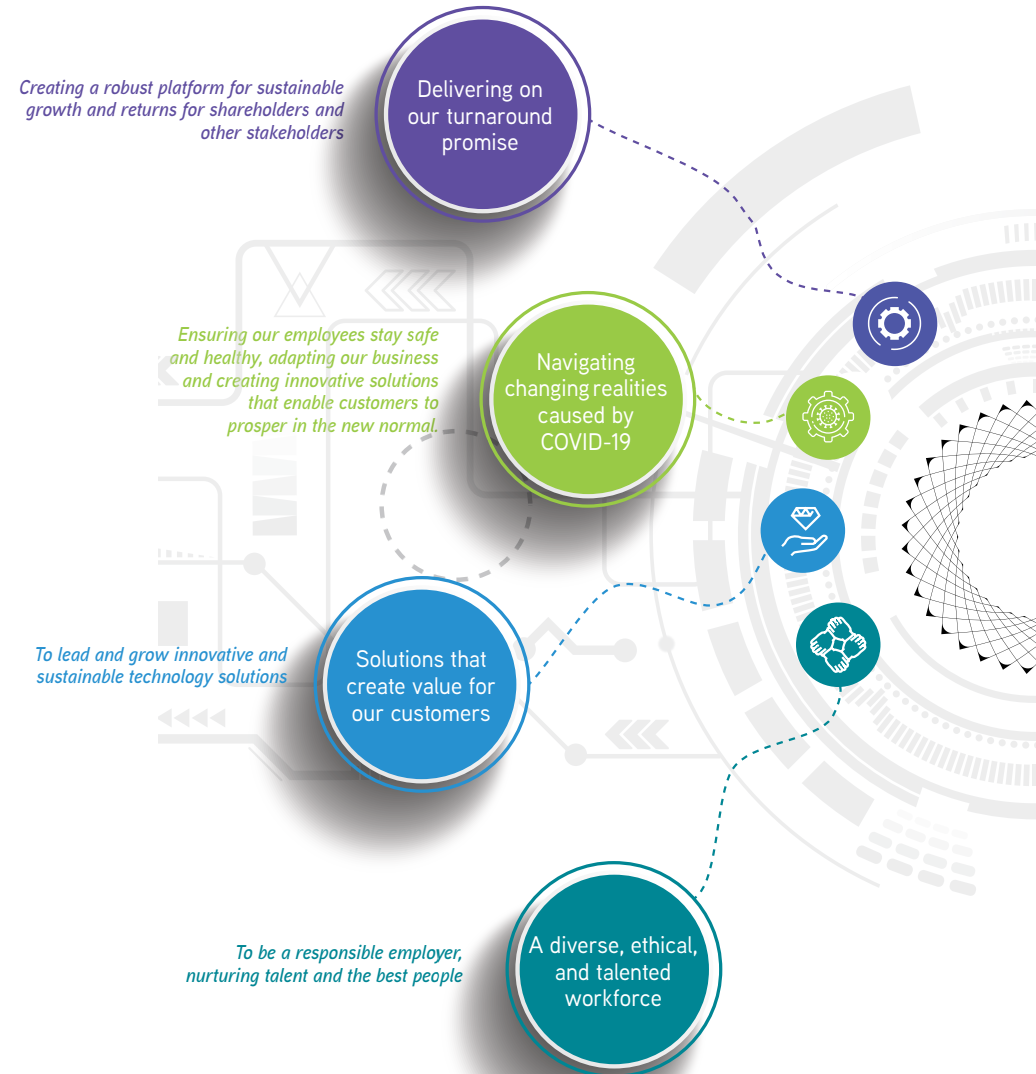 Creating a robust platform for sustainable
growth and returns for shareholders and
other stakeholders
Delivering on
our turnaround
promise
Ensuring our employees stay safe
and healthy, adapting our business
and creating innovative solutions
that enable customers to
prosper in the new normal.
Navigating
changing realities
caused by
COVID-19
To lead and grow innovative and
sustainable technology solutions
Solutions that
create value for
our customers
To be a responsible employer,
nurturing talent and the best people
A diverse, ethical,
and talented
workforce